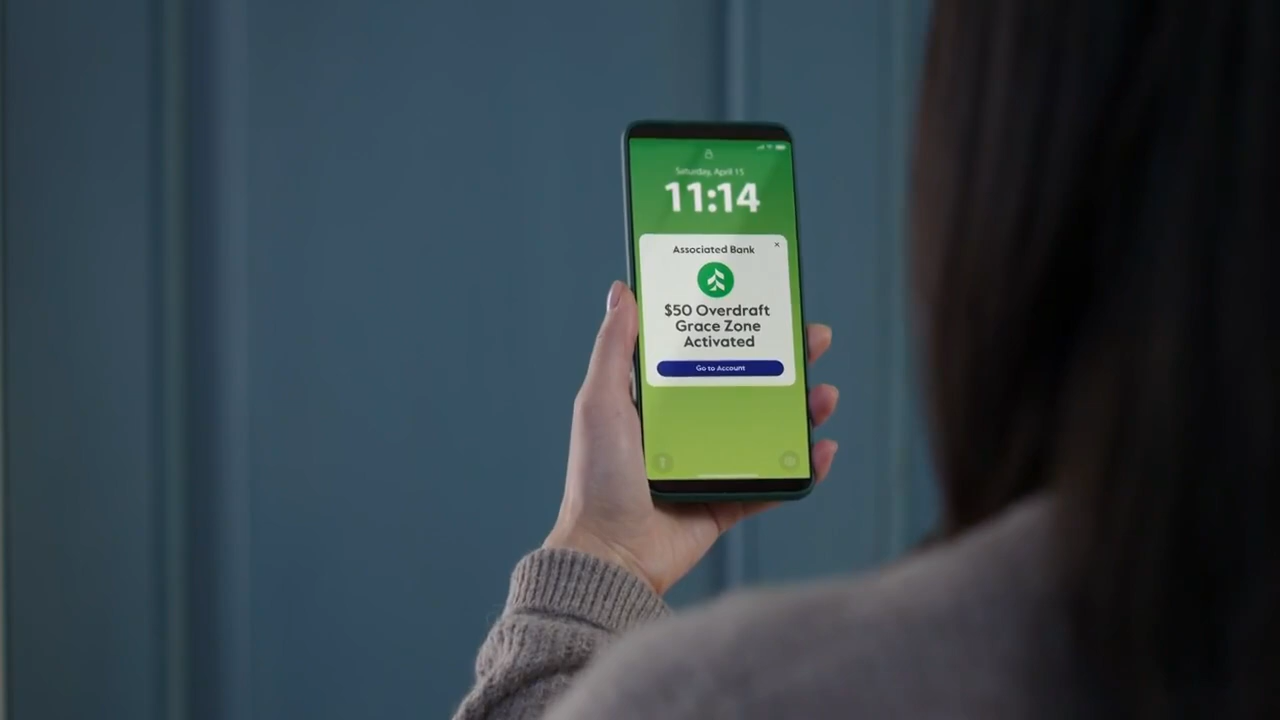 Saturday, April 15
11:14
Associated Bank
$50 Overdraft
Grace Zone
Activated
Go to Account